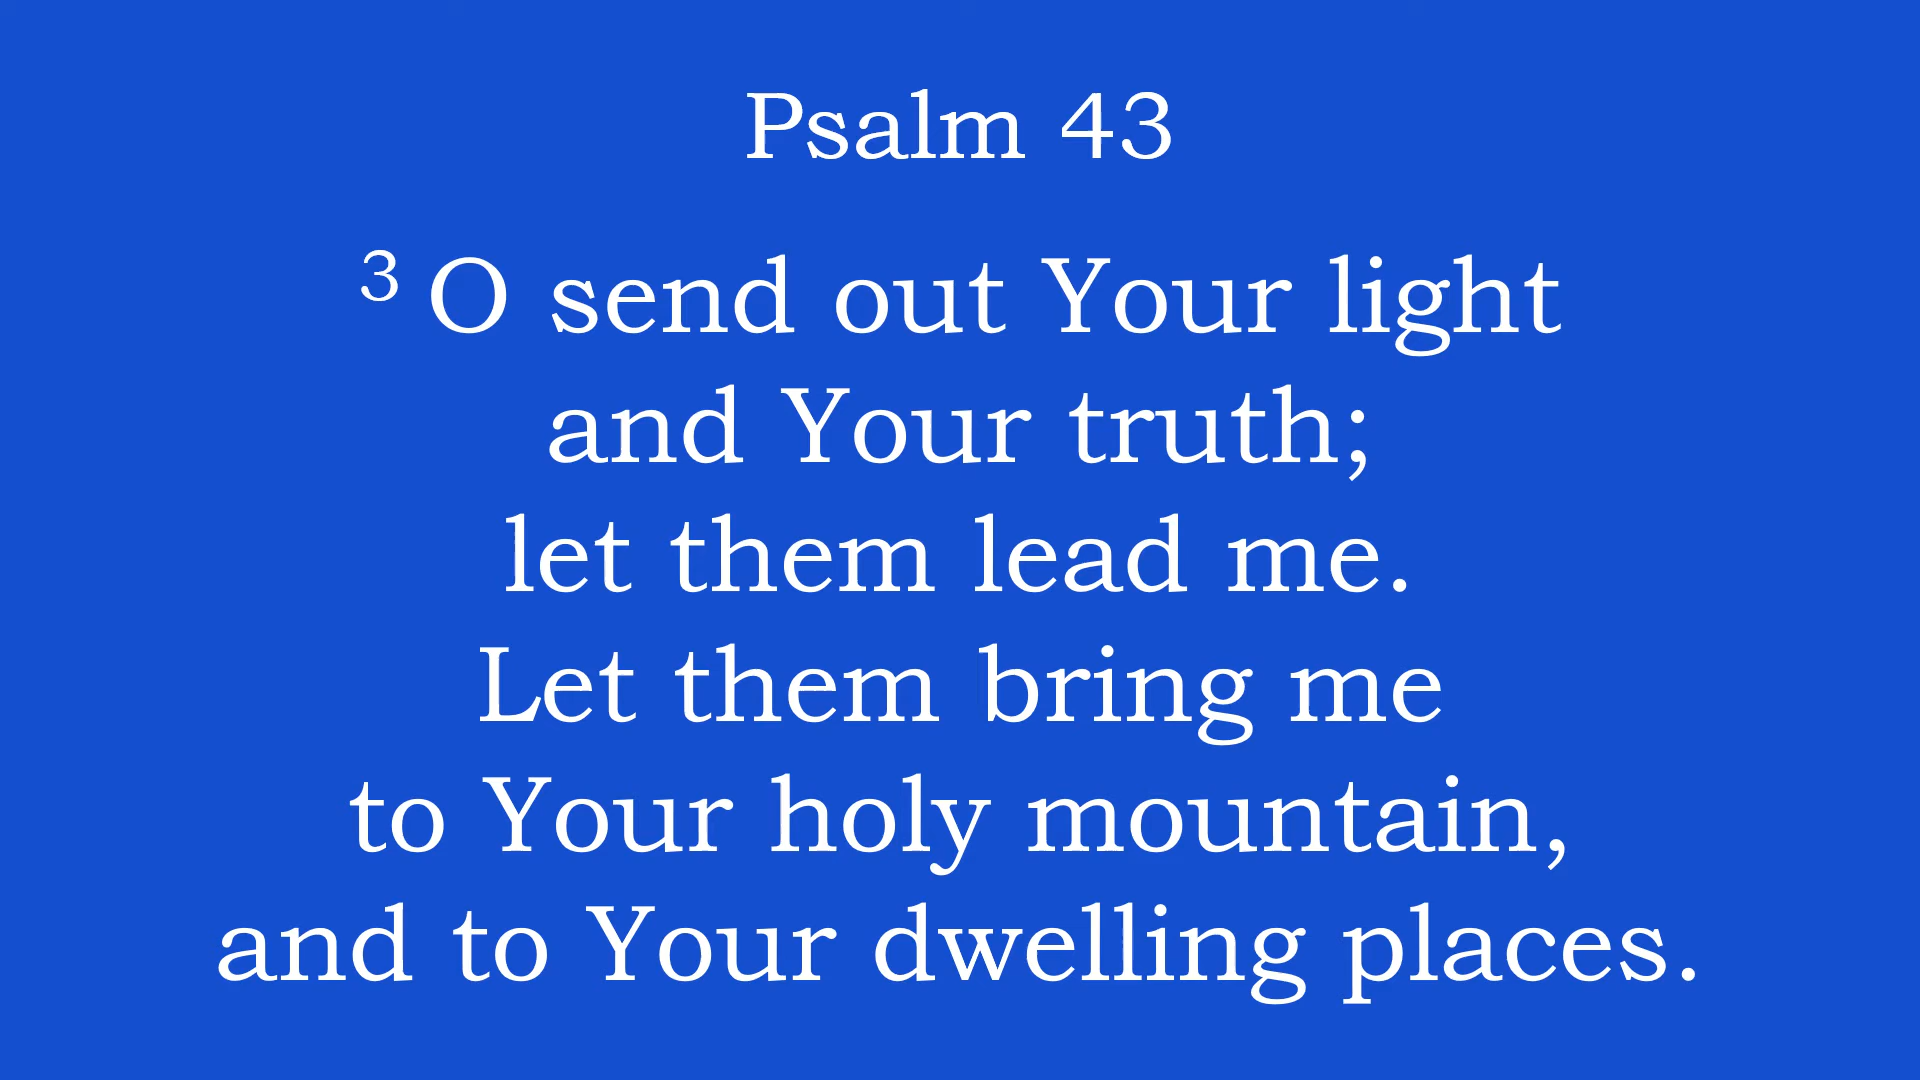 Psalm 43
3 O send out Your light
and Your truth;
let them lead me.
Let them bring me
to Your holy mountain,
and to Your dwelling places.